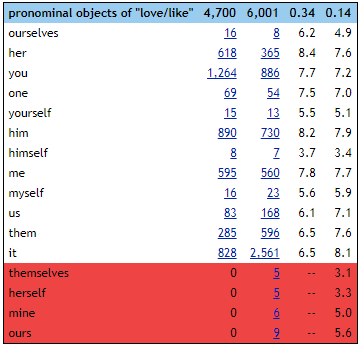 pronominal objects of "love/like" 4,700 6,001 0.34 0.14
ourselves 16 8 6.2 4.9
her 618 365 8.4 7.6
you 1,264 886 7.7 7.2
one 69 54 7.5 7.0
yourself 15 13 5.5 5.1
him 890 730 8.2 7.9
himself 8 7 3.7 3.4
me 595 560 7.8 7.7
myself 16 23 5.6 5.9
us 83 168 6.1 7.1
them 285 596 6.5 7.6
it 828 2,561 6.5 8.1
themselves 0 5 -- 3.1
herself 0 5 -- 3.3
mine 0 6 -- 5.0
ours 0 9 -- 5.6